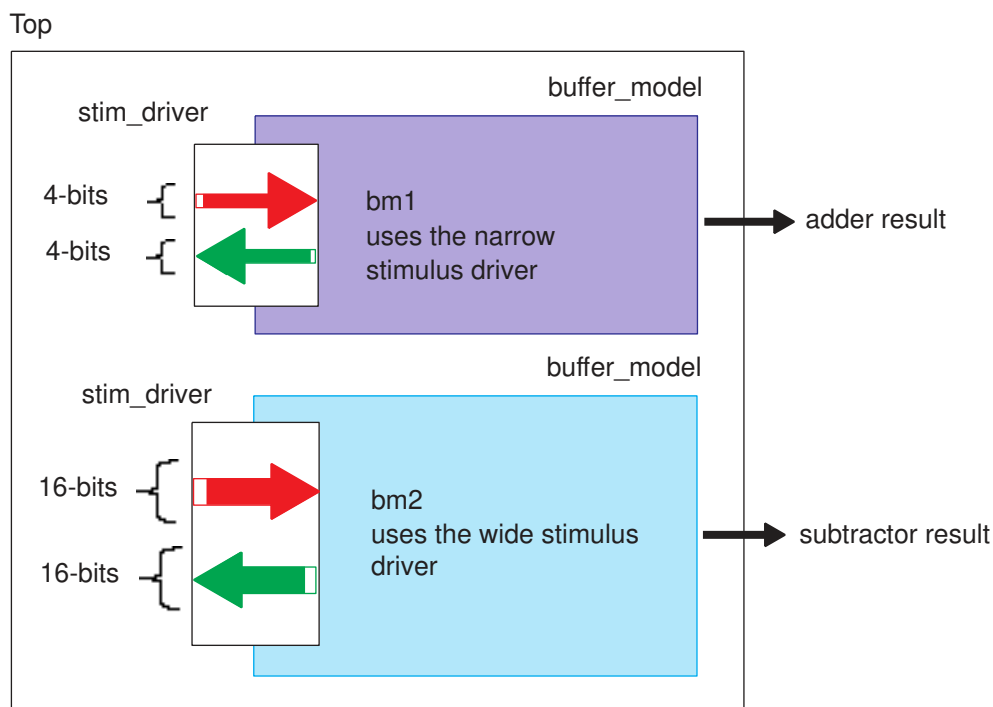 Top
buffer_model
stim_driver
4-bits
4-bits
bm1
uses the narrow
stimulus driver
adder result
buffer_model
stim_driver
16-bits
16-bits
bm2
uses the wide stimulus
driver
subtractor result